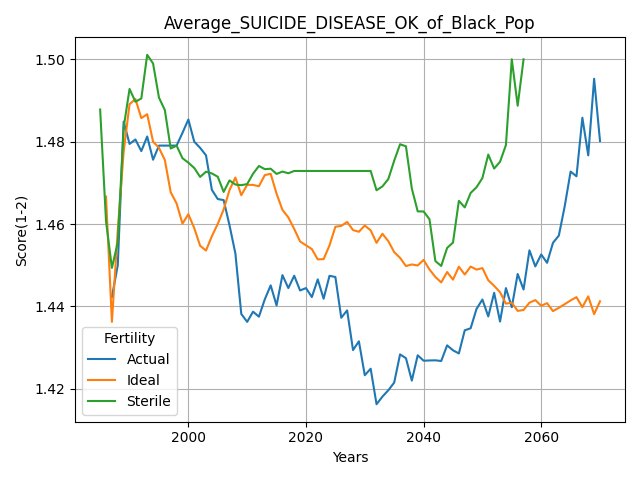 Average_SUICIDE_DISEASE_OK_of_Black_Pop
Score(1-2)
1.50
1.48
1.46
1.44
1.42
Fertility
Actual
Ideal
Sterile
2000
2020
2040
2060
Years